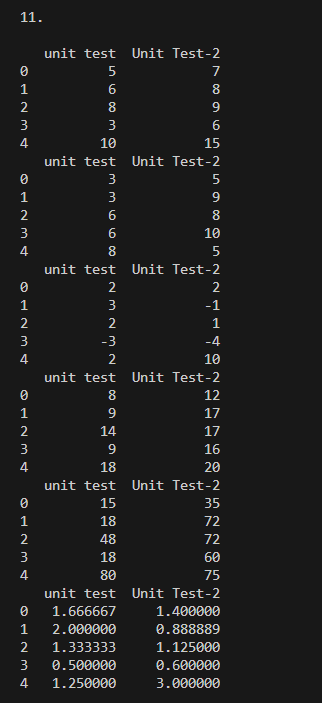 11.
unit test Unit Test-2
0 5 7
1 6 8
2 8 9
3 3 6
4 10 15
unit test Unit Test-2
0 3 5
1 3 9
2 6 8
3 6 10
4 8 5
unit test Unit Test-2
0 2 2
1 3 -1
2 2 1
3 -3 -4
4 2 10
unit test Unit Test-2
0 8 12
1 9 17
2 14 17
3 9 16
4 18 20
unit test Unit Test-2
0 15 35
1 18 72
2 48 72
3 18 60
4 80 75
unit test Unit Test-2
0 1.666667 1.400000
1 2.000000 0.888889
2 1.333333 1.125000
3 0.500000 0.600000
4 1.250000 3.000000